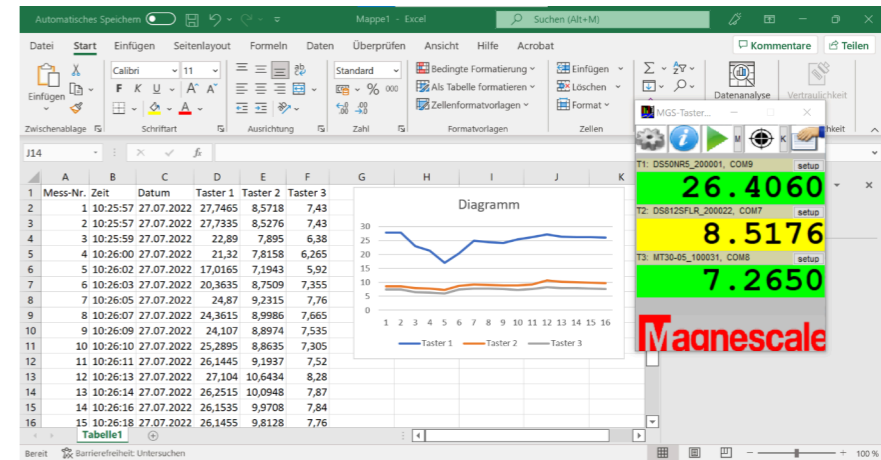 Automatisches Speichern
Mappe1 - Excel
Suchen (Alt+M)
Datei Start Einfügen Seitenlayout Formeln Daten Überprüfen Ansicht Hilfe Acrobat
Kommentare Teilen
Einfügen
Calibri 11
F K U
Standard
% 000
Bedingte Formatierung
Als Tabelle formatieren
Zellenformatvorlagen
Einfügen
Löschen
Format
Datenanalyse
Vertraulichkeit
Zwischenablage Schriftart Ausrichtung Zahl Formatvorlagen Zellen
J14
fx
A B C D E F G H I J K
1 Mess-Nr. Zeit Datum Taster 1 Taster 2 Taster 3
2 1 10:25:57 27.07.2022 27,7465 8,5718 7,43
3 2 10:25:57 27.07.2022 27,7335 8,5276 7,43
4 3 10:25:59 27.07.2022 22,89 7,895 6,38
5 4 10:26:00 27.07.2022 21,32 7,8158 6,265
6 5 10:26:02 27.07.2022 17,0165 7,1943 5,92
7 6 10:26:03 27.07.2022 20,3635 8,7509 7,355
8 7 10:26:05 27.07.2022 24,87 9,2315 7,76
9 8 10:26:07 27.07.2022 24,3615 8,9986 7,665
10 9 10:26:09 27.07.2022 24,107 8,8974 7,535
11 10 10:26:10 27.07.2022 25,2895 8,8635 7,305
12 11 10:26:11 27.07.2022 26,1445 9,1937 7,52
13 12 10:26:13 27.07.2022 27,104 10,6434 8,28
14 13 10:26:14 27.07.2022 26,2515 10,0948 7,87
15 14 10:26:16 27.07.2022 26,1535 9,9708 7,84
16 15 10:26:18 27.07.2022 26,1455 9,8128 7,76
Diagramm
30
25
20
15
10
5
0
1 2 3 4 5 6 7 8 9 10 11 12 13 14 15 16
Taster 1 Taster 2 Taster 3
MGS-Taster...
M K
T1: DS50NR5_200001, COM9 setup
26.4060
T2: DS812SFLR_200022, COM7 setup
8.5176
T3: MT30-05_100031, COM8 setup
7.2650
Magnescale
Tabelle1
Bereit Barrierefreiheit: Untersuchen
100 %